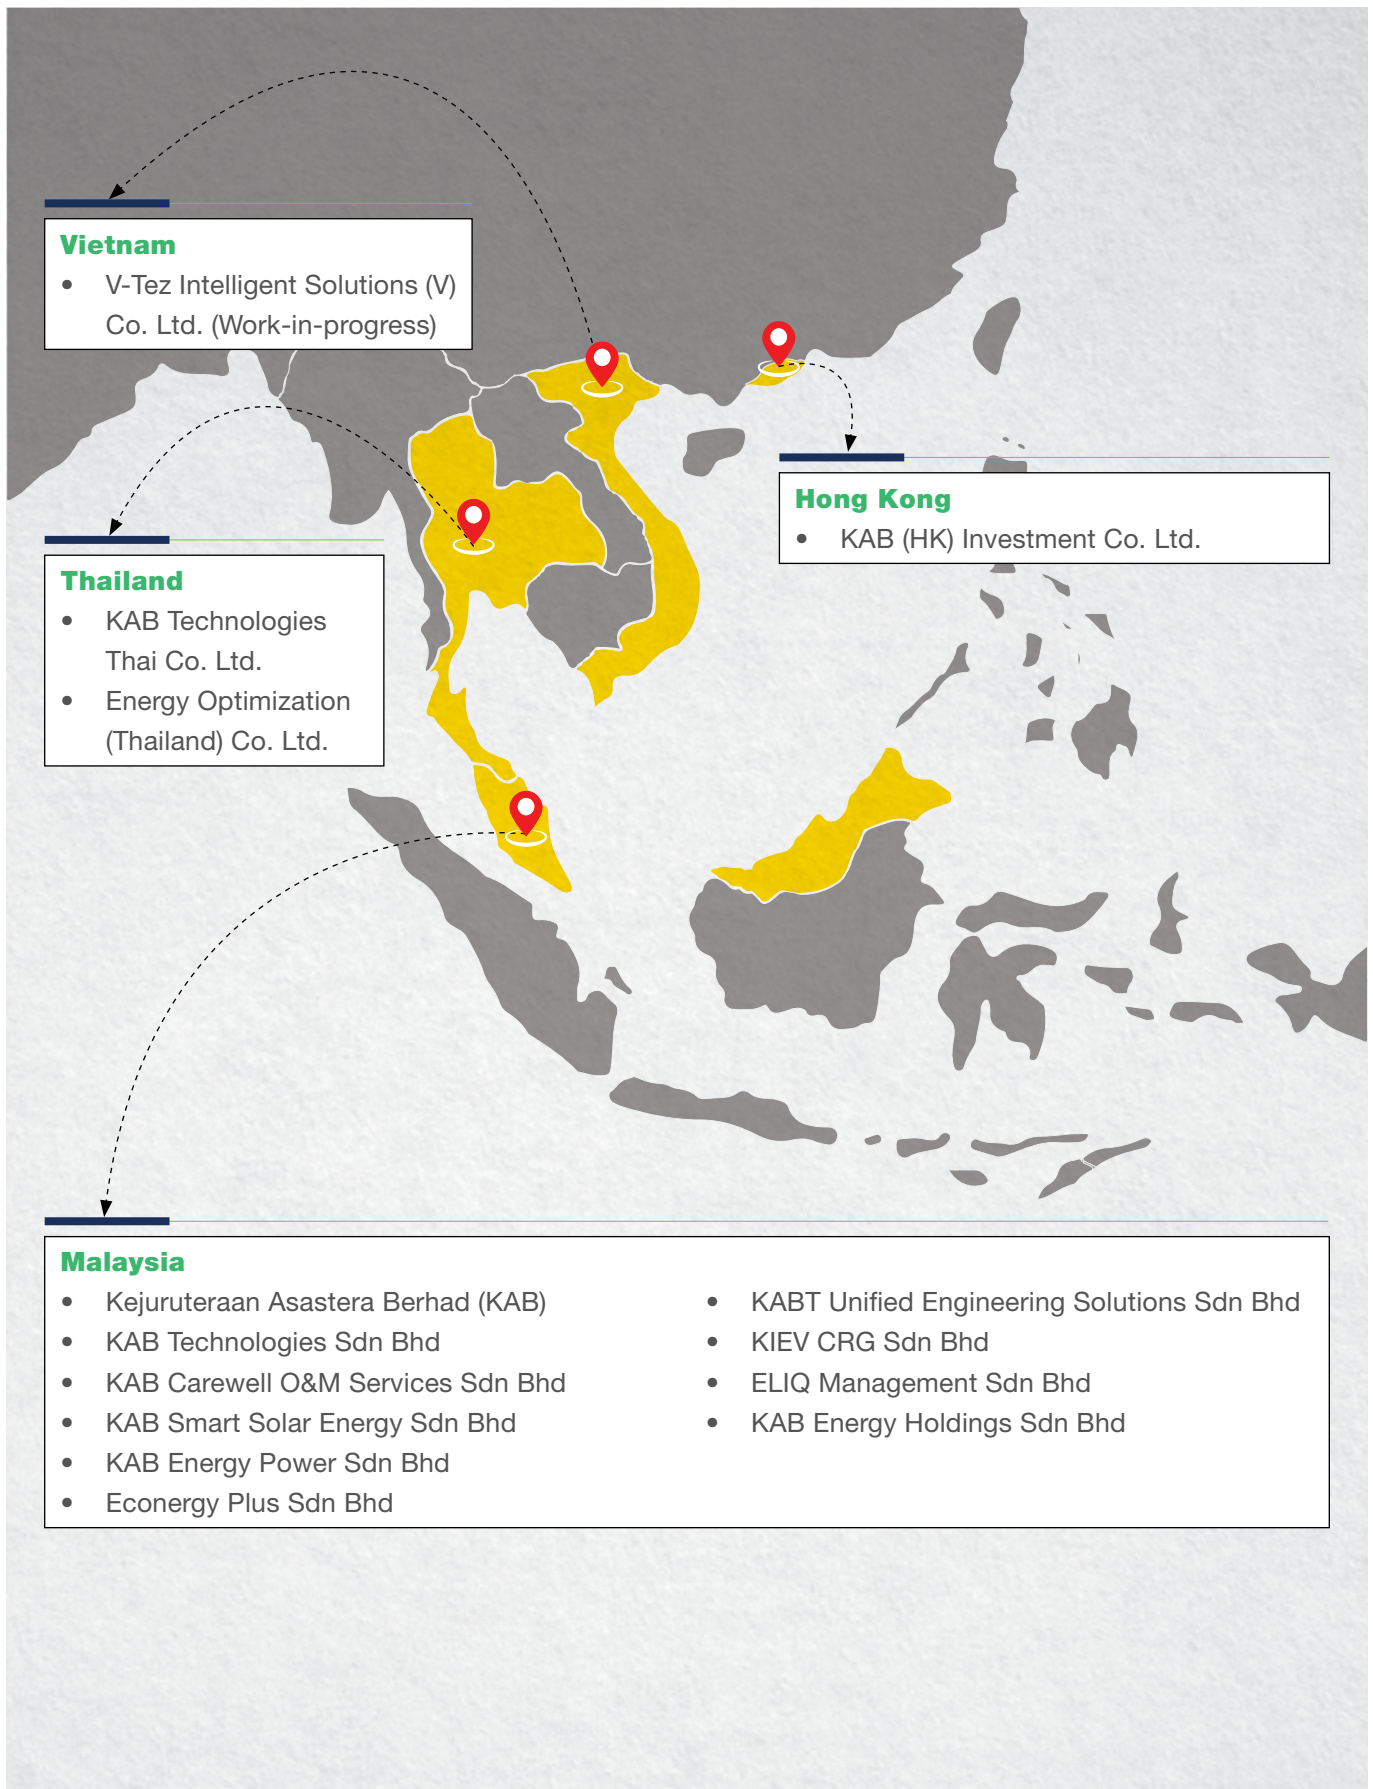 Vietnam
• V-Tez Intelligent Solutions (V)
Co. Ltd. (Work-in-progress)
Hong Kong
• KAB (HK) Investment Co. Ltd.
Thailand
• KAB Technologies
Thai Co. Ltd.
• Energy Optimization
(Thailand) Co. Ltd.
Malaysia
• Kejuruteraan Asastera Berhad (KAB)
• KAB Technologies Sdn Bhd
• KAB Carewell O&M Services Sdn Bhd
• KAB Smart Solar Energy Sdn Bhd
• KAB Energy Power Sdn Bhd
• Econergy Plus Sdn Bhd
• KABT Unified Engineering Solutions Sdn Bhd
• KIEV CRG Sdn Bhd
• ELIQ Management Sdn Bhd
• KAB Energy Holdings Sdn Bhd